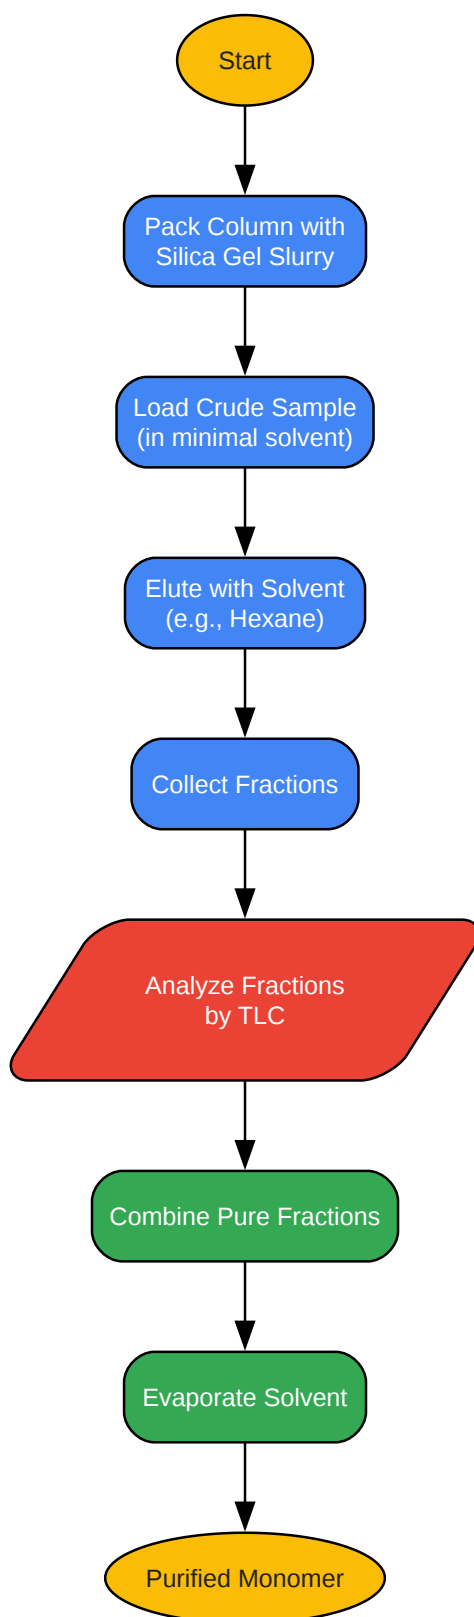 Start
Pack Column with
Silica Gel Slurry
Load Crude Sample
(in minimal solvent)
Elute with Solvent
(e.g., Hexane)
Collect Fractions
Analyze Fractions
by TLC
Combine Pure Fractions
Evaporate Solvent
Purified Monomer